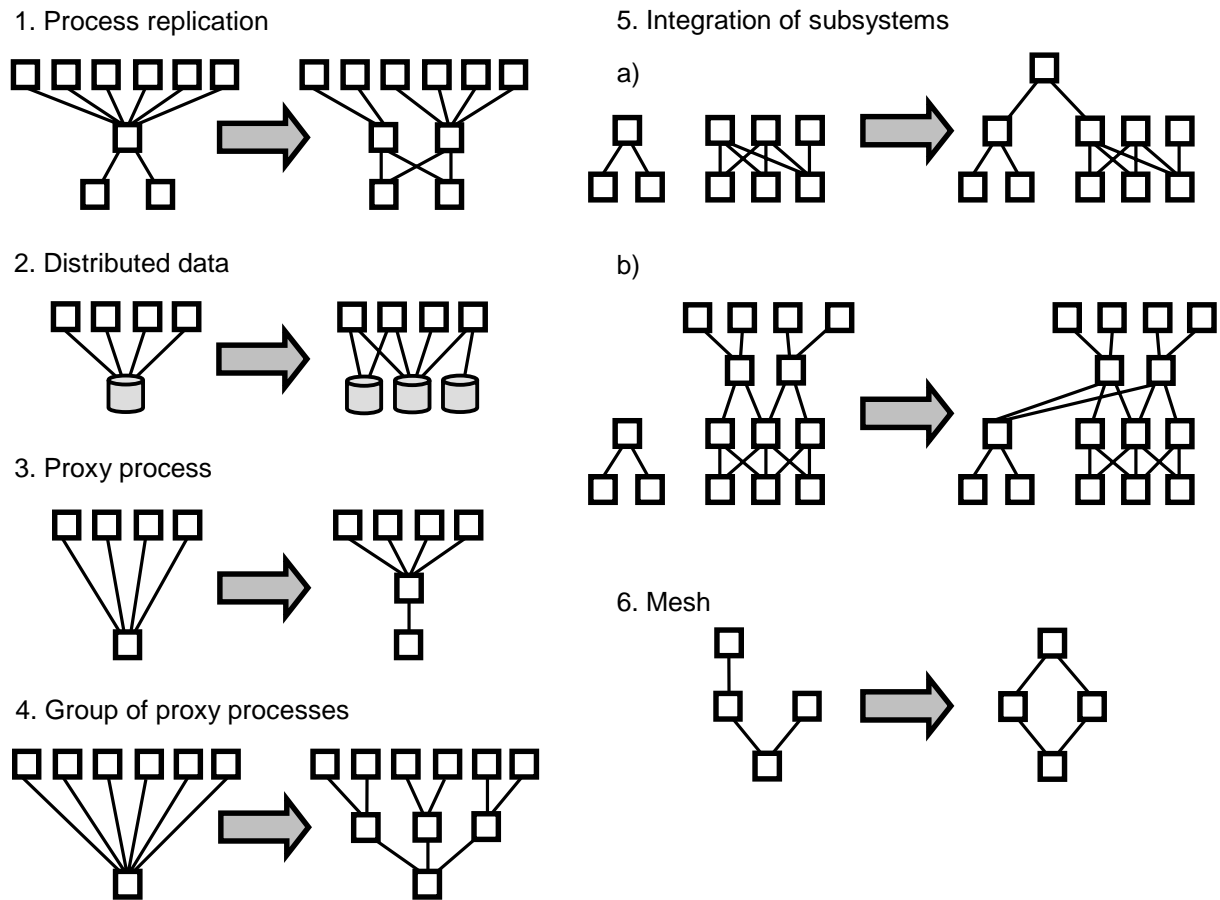 1. Process replication
2. Distributed data
3. Proxy process
4. Group of proxy processes
5. Integration of subsystems
a)
b)
6. Mesh